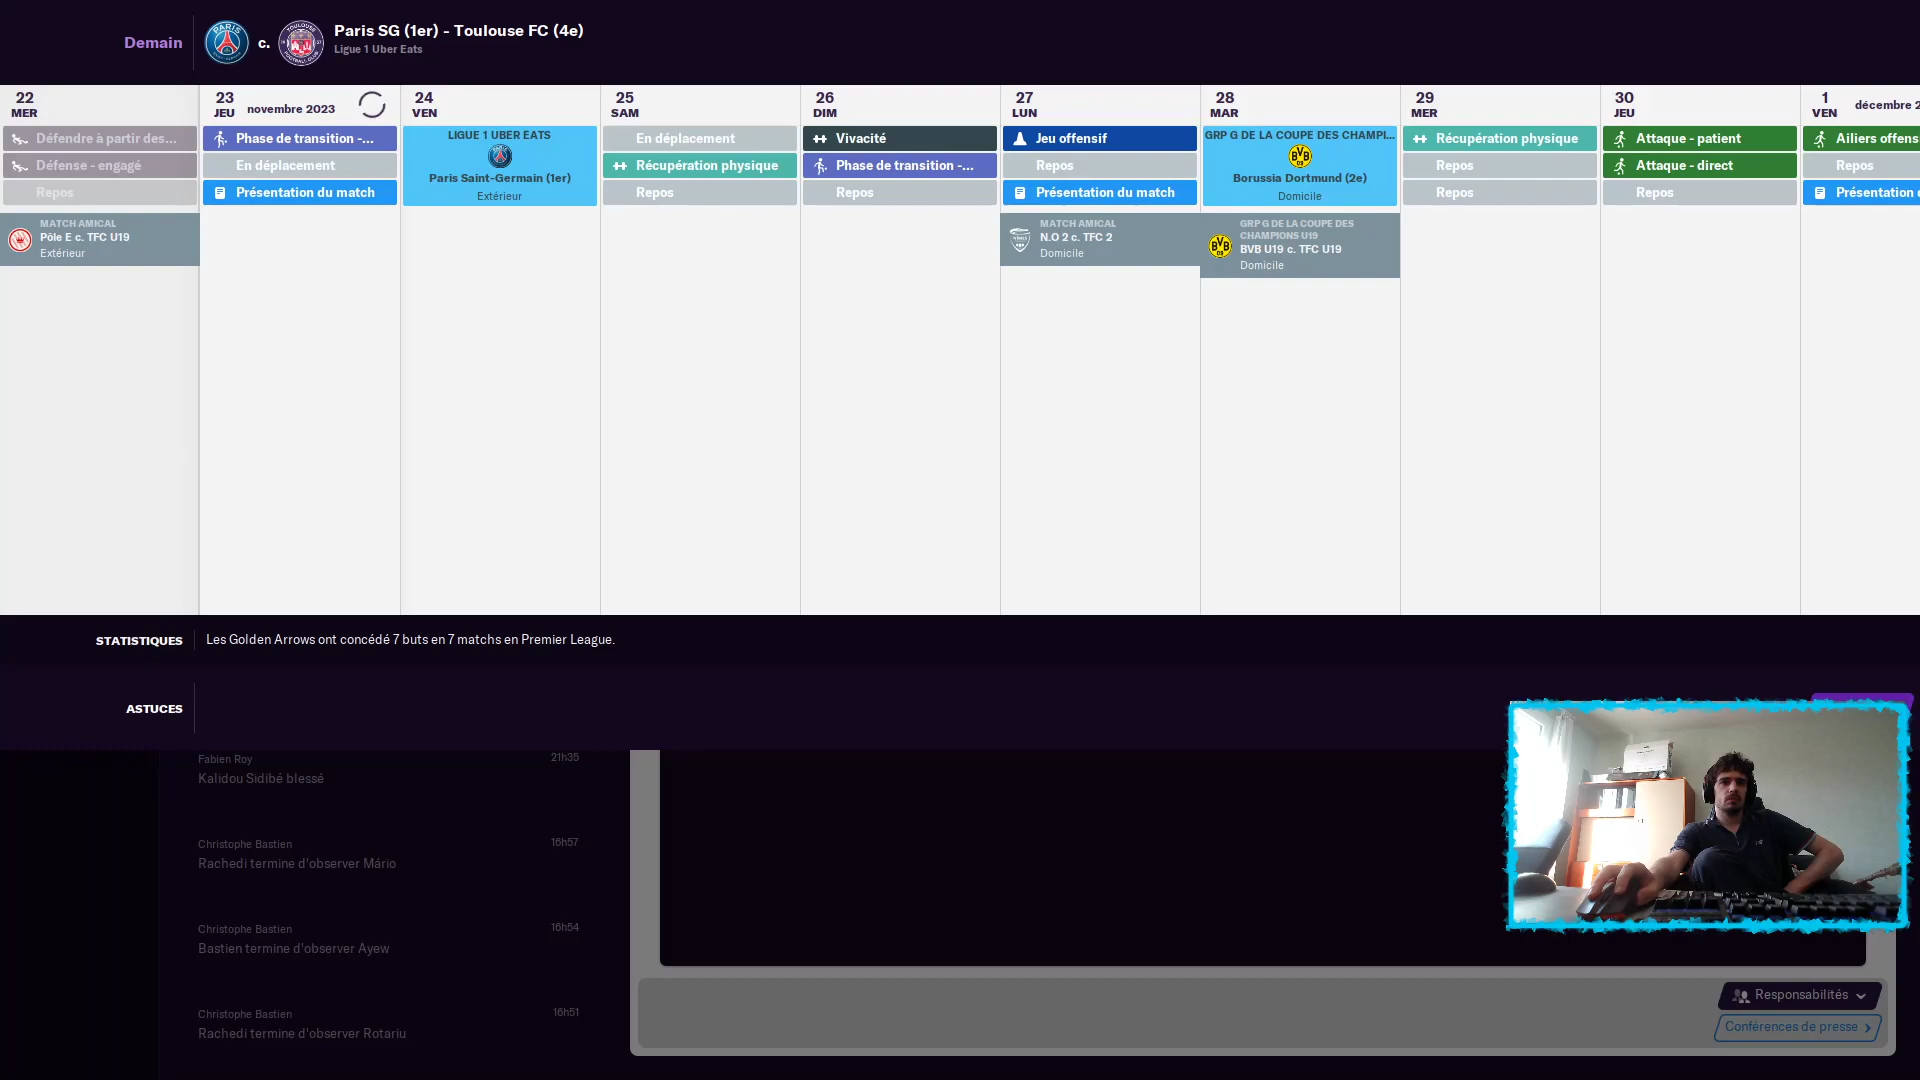 Demain
c.
Paris SG (1er) - Toulouse FC (4e)
Ligue 1 Uber Eats
22
MER
Défendre à partir des...
Défense - engagé
Repos
MATCH AMICAL
Pôle E c. TFC U19
Extérieur
23
JEU
novembre 2023
Phase de transition -...
En déplacement
Présentation du match
24
VEN
LIGUE 1 UBER EATS
Paris Saint-Germain (1er)
Extérieur
25
SAM
En déplacement
Récupération physique
Repos
26
DIM
Vivacité
Phase de transition -...
Repos
27
LUN
Jeu offensif
Repos
Présentation du match
MATCH AMICAL
N.O 2 c. TFC 2
Domicile
28
MAR
GRP G DE LA COUPE DES CHAMPI...
BVB
09
Borussia Dortmund (2e)
Domicile
GRP G DE LA COUPE DES
CHAMPIONS U19
BVB
09
BVB U19 c. TFC U19
Domicile
29
MER
Récupération physique
Repos
Repos
30
JEU
Attaque - patient
Attaque - direct
Repos
1
VEN
décembre 2
Ailiers offens
Repos
Présentation
STATISTIQUES
Les Golden Arrows ont concédé 7 buts en 7 matchs en Premier League.
ASTUCES
Fabien Roy
21h35
Kalidou Sidibé blessé
Christophe Bastien
16h57
Rachedi termine d'observer Mário
Christophe Bastien
16h54
Bastien termine d'observer Ayew
Christophe Bastien
16h51
Rachedi termine d'observer Rotariu
Responsabilités
Conférences de presse